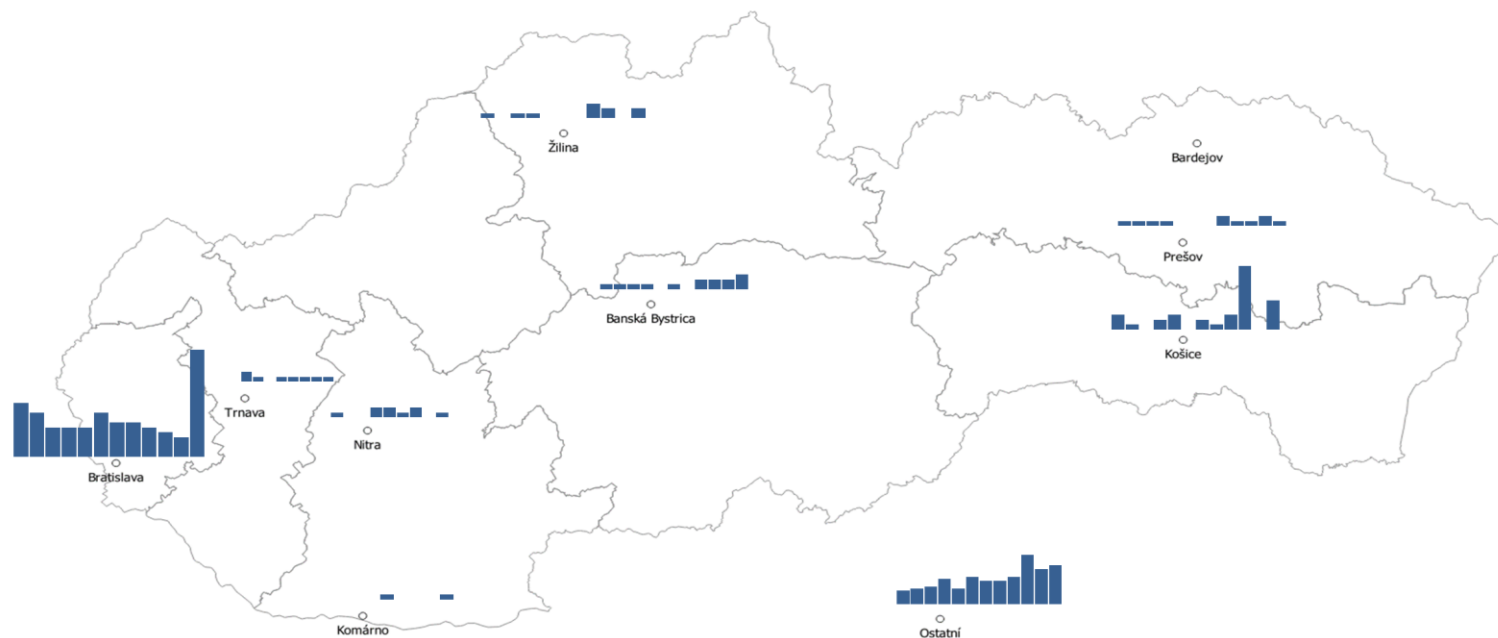 Žilina
Bardejov
Prešov
Banská Bystrica
Košice
Trnava
Nitra
Bratislava
Komárno
Ostatní